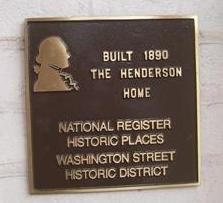 BUILT 1890
THE HENDERSON
HOME
NATIONAL REGISTER
HISTORIC PLACES
WASHINGTON STREET
HISTORIC DISTRICT